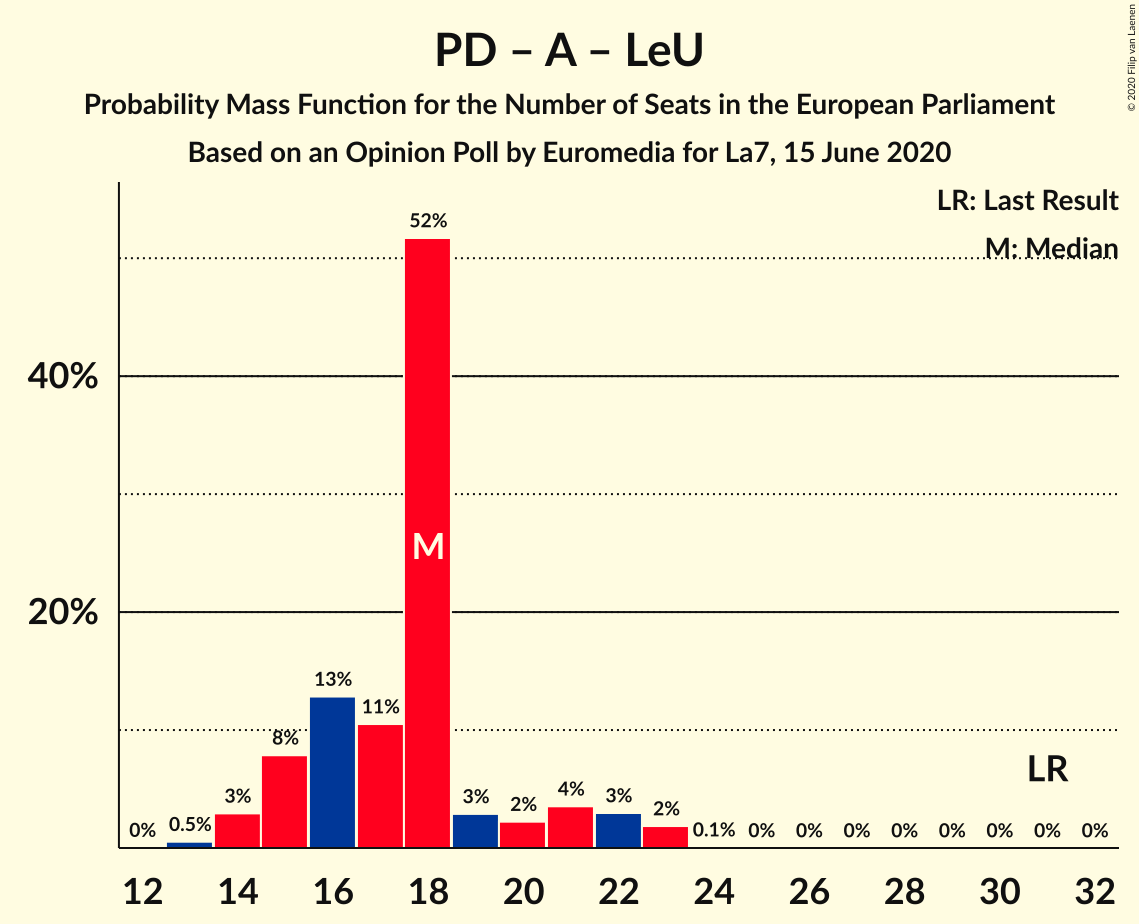 PD – A – LeU
Probability Mass Function for the Number of Seats in the European Parliament
Based on an Opinion Poll by Euromedia for La7, 15 June 2020
© 2020 Filip van Laenen
LR: Last Result
M: Median
52%
40%
M
20%
13%
11%
8%
LR
0% 0.5% 3% 3% 2% 4% 3% 2% 0.1% 0% 0% 0% 0% 0% 0% 0% 0%
12 14 16 18 20 22 24 26 28 30 32